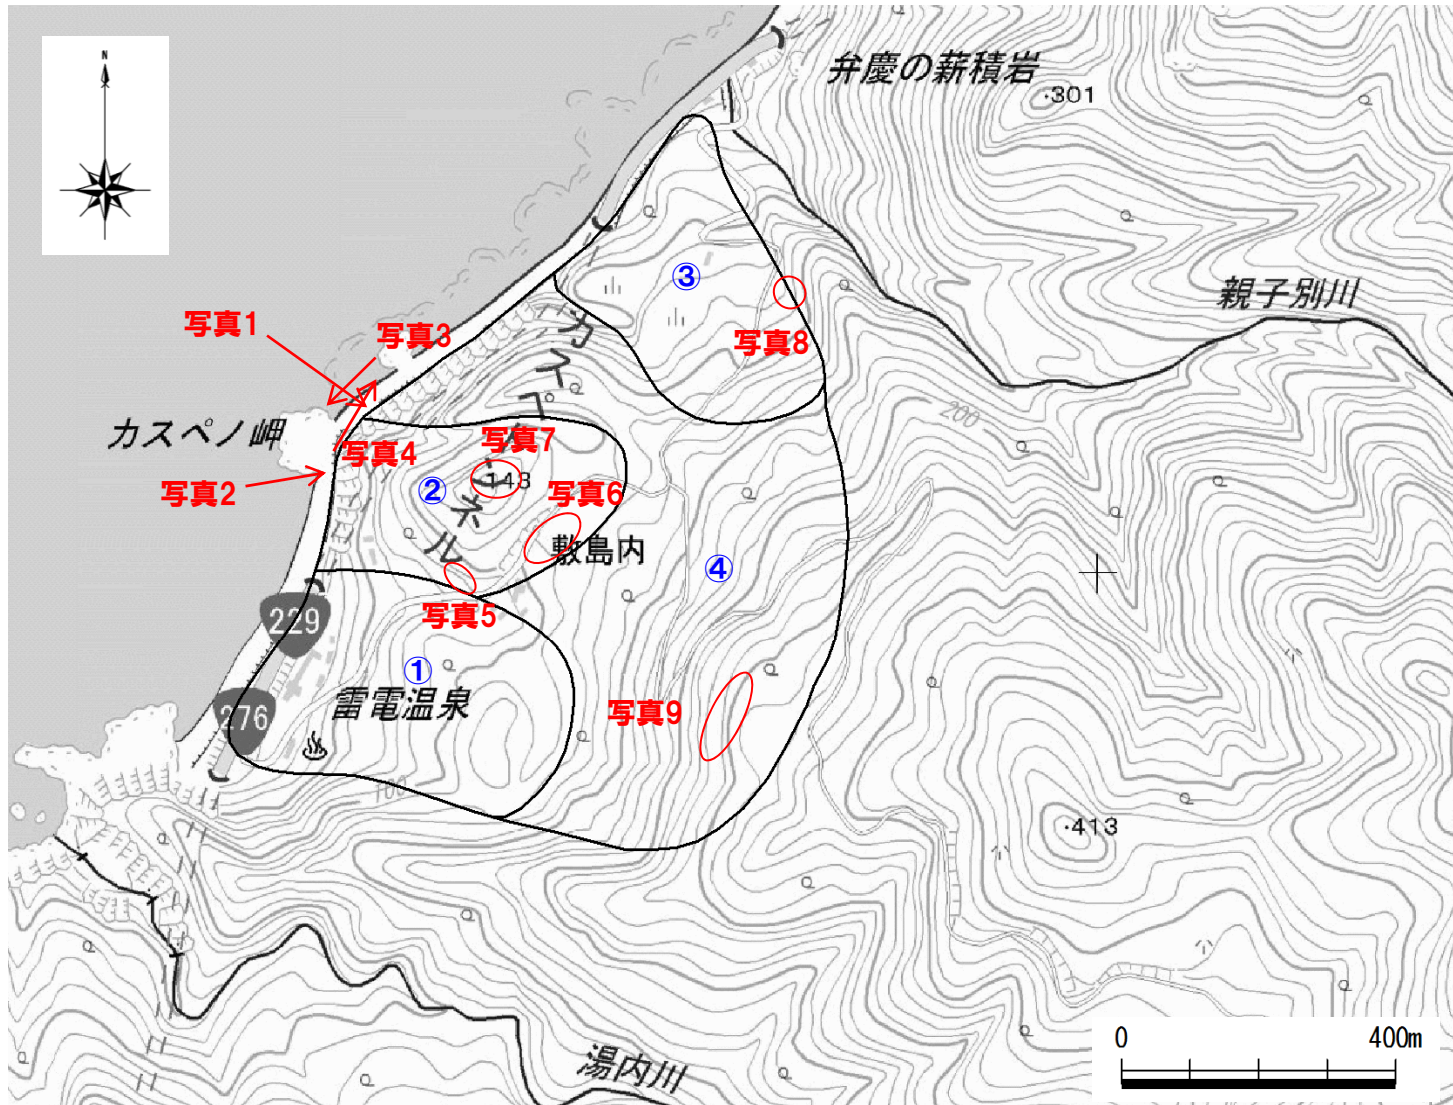 N
弁慶の薪積岩
・301
③
親子別川
写真1
写真3
写真8
カスペノ岬
写真4
写真7
写真2
②
・143
写真6
敷島内
カスペトンネル
④
写真5
200
229
①
雷電温泉
276
写真9
100
・413
湯内川
0
400m